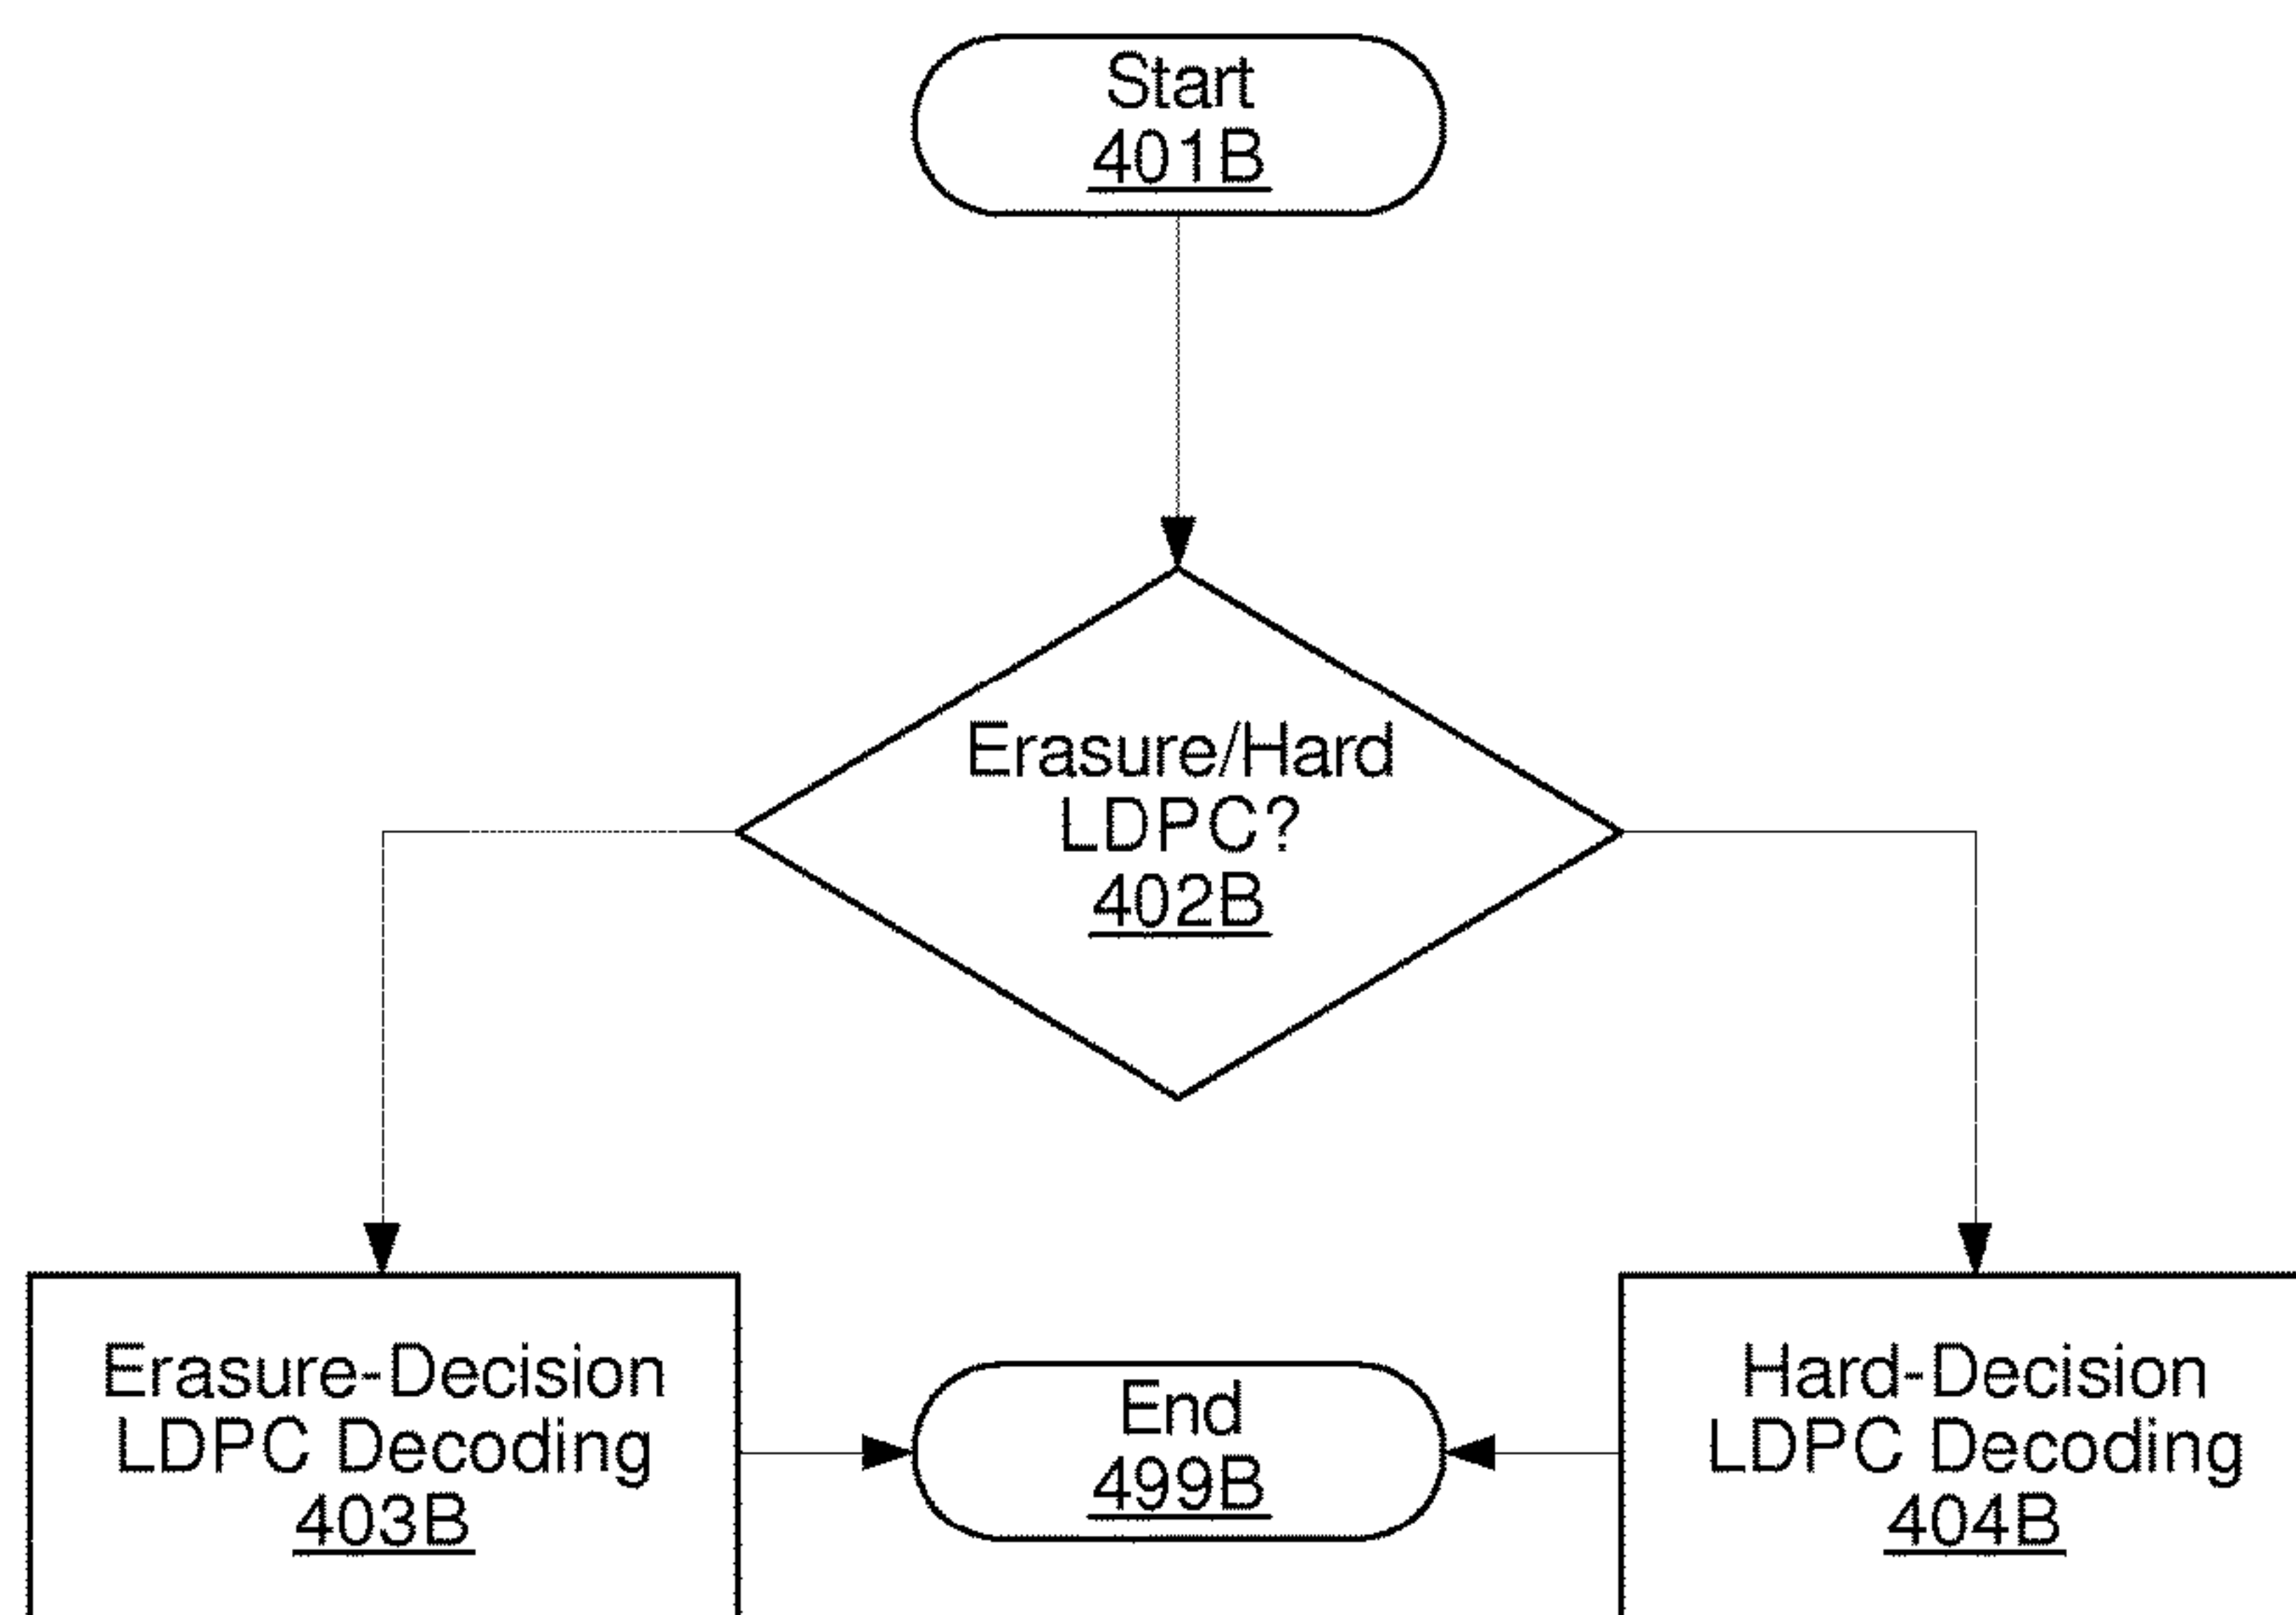 Start
401B
Erasure/Hard
LDPC?
402B
Erasure-Decision
LDPC Decoding
403B
End
499B
Hard-Decision
LDPC Decoding
404B